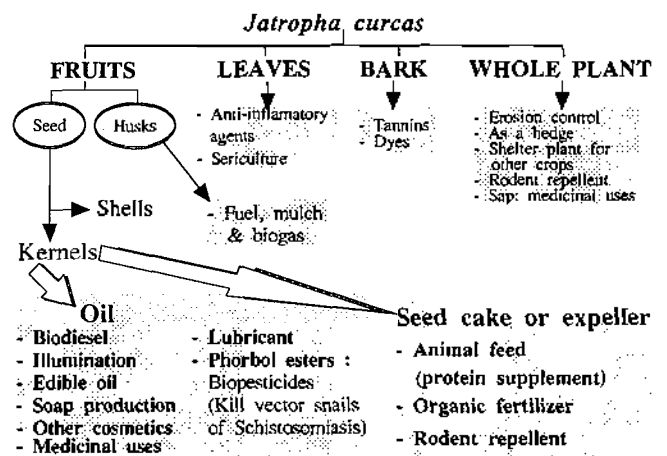 Jatropha curcas
FRUITS
LEAVES
BARK
WHOLE PLANT
Seed
Husks
- Anti-inflamatory
agents
- Sericulture
- Tannins
- Dyes
- Erosion control
- As a hedge
- Shelter plant for
other crops
- Rodent repellent
- Sap: medicinal uses
Shells
- Fuel, mulch
& biogas
Kernels
Oil
- Biodiesel
- Illumination
- Edible oil
- Soap production
- Other cosmetics
- Medicinal uses
- Lubricant
- Phorbol esters :
Biopesticides
(Kill vector snails
of Schistosomiasis)
Seed cake or expeller
- Animal feed
(protein supplement)
- Organic fertilizer
- Rodent repellent